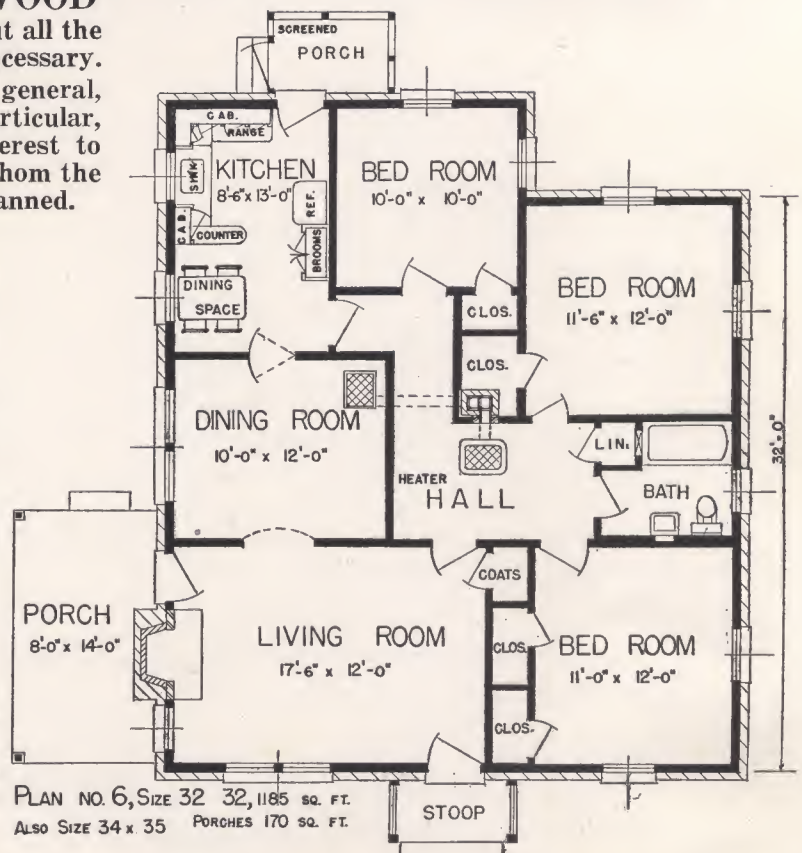 WOOD
ut all the
cessary.
general,
rticular,
erest to
hom the
anned.
SCREENED
PORCH
CAB.
RANGE
KITCHEN
8'-6" x 13'-0"
SINK
REF.
CAB.
COUNTER
BROOMS
DINING
SPACE
BED ROOM
10'-0" x 10'-0"
CLOS.
CLOS.
BED ROOM
11'-6" x 12'-0"
32'-0"
DINING ROOM
10'-0" x 12'-0"
HEATER
HALL
LIN.
BATH
PORCH
8'-0" x 14'-0"
LIVING ROOM
17'-6" x 12'-0"
COATS
CLOS.
CLOS.
BED ROOM
11'-0" x 12'-0"
PLAN NO. 6, SIZE 32 32, 1185 SQ. FT.
ALSO SIZE 34 x 35 PORCHES 170 SQ. FT.
STOOP